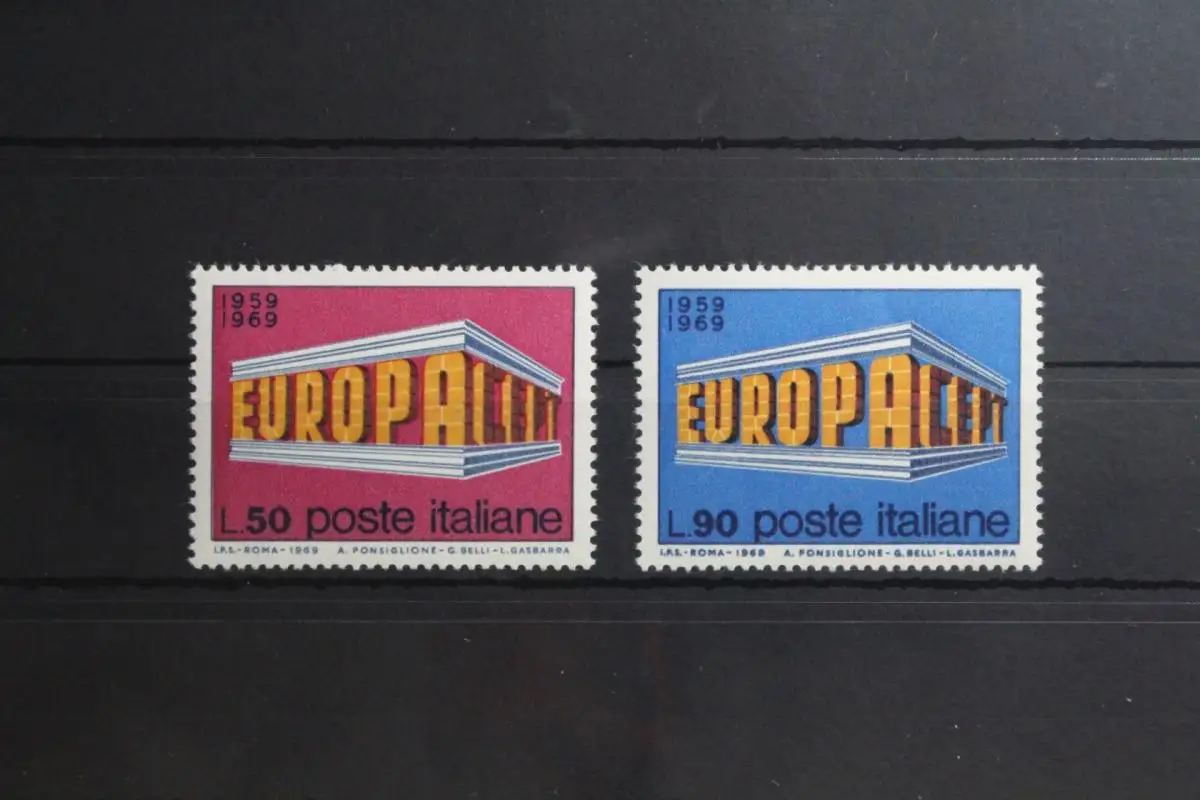 1959
1969
EUROPA CEPT
L.50 poste italiane
I.P.S.-ROMA-1969 A. PONSIGLIONE-G. BELLI-L. GASBARRA
1959
1969
EUROPA CEPT
L.90 poste italiane
I.P.S.-ROMA-1969 A. PONSIGLIONE-G. BELLI-L. GASBARRA